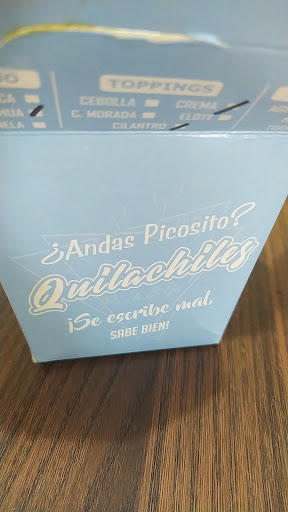 TOPPINGS
CEBOLLA CREMA
C. MORADA ELOTE
CILANTRO
¿Andas Picosito?
Quilachiles
¡Se escribe mal,
SABE BIEN!